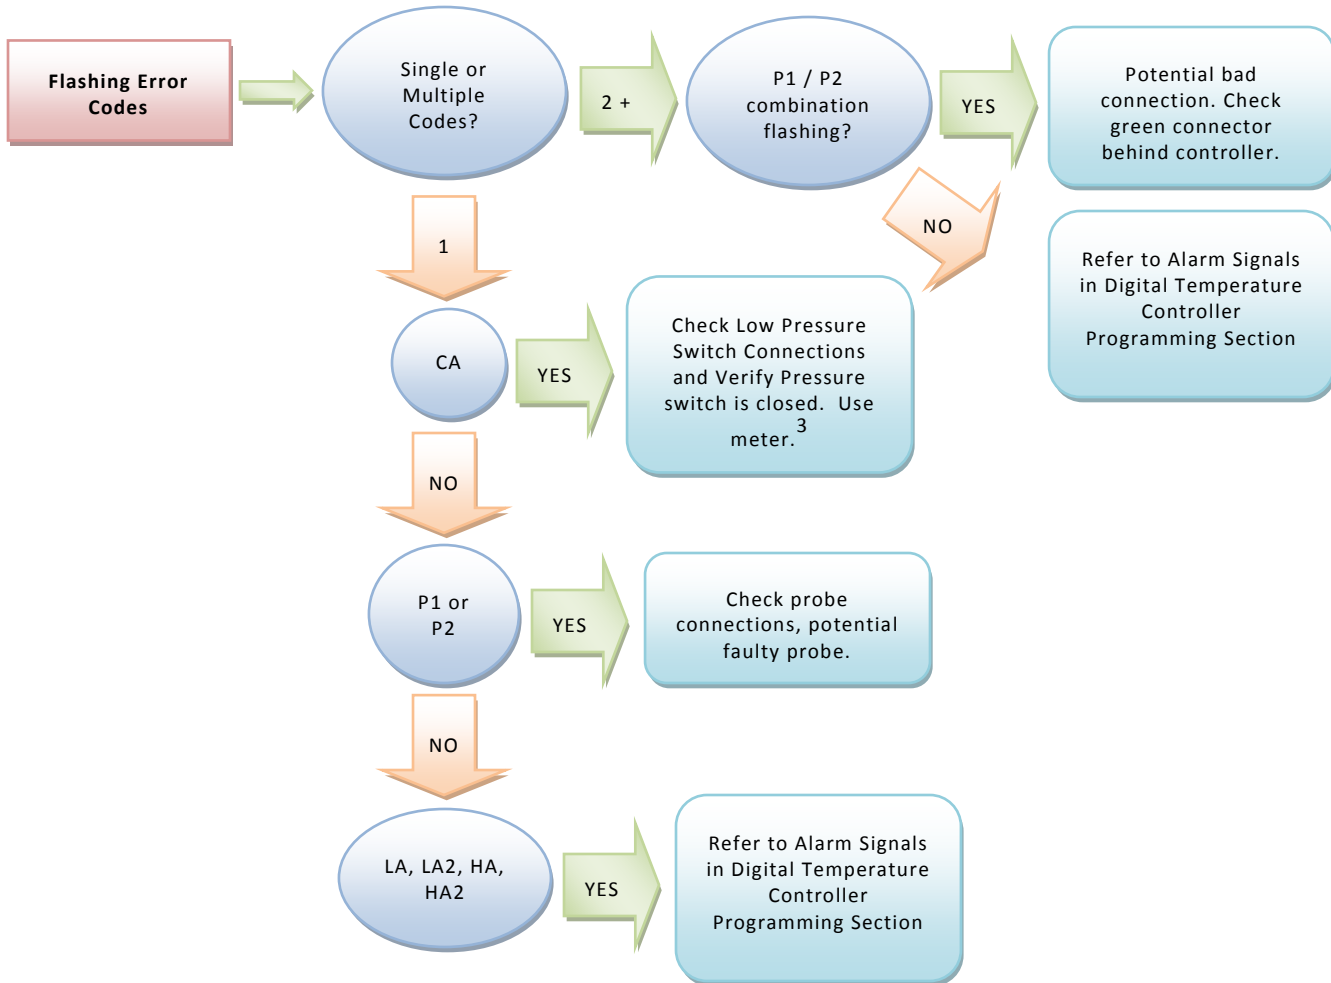 Flashing Error
Codes
Single or
Multiple
Codes?
2 +
P1 / P2
combination
flashing?
YES
Potential bad
connection. Check
green connector
behind controller.
NO
Refer to Alarm Signals
in Digital Temperature
Controller
Programming Section
1
CA
YES
Check Low Pressure
Switch Connections
and Verify Pressure
switch is closed. Use
meter.3
NO
P1 or
P2
YES
Check probe
connections, potential
faulty probe.
NO
LA, LA2, HA,
HA2
YES
Refer to Alarm Signals
in Digital Temperature
Controller
Programming Section